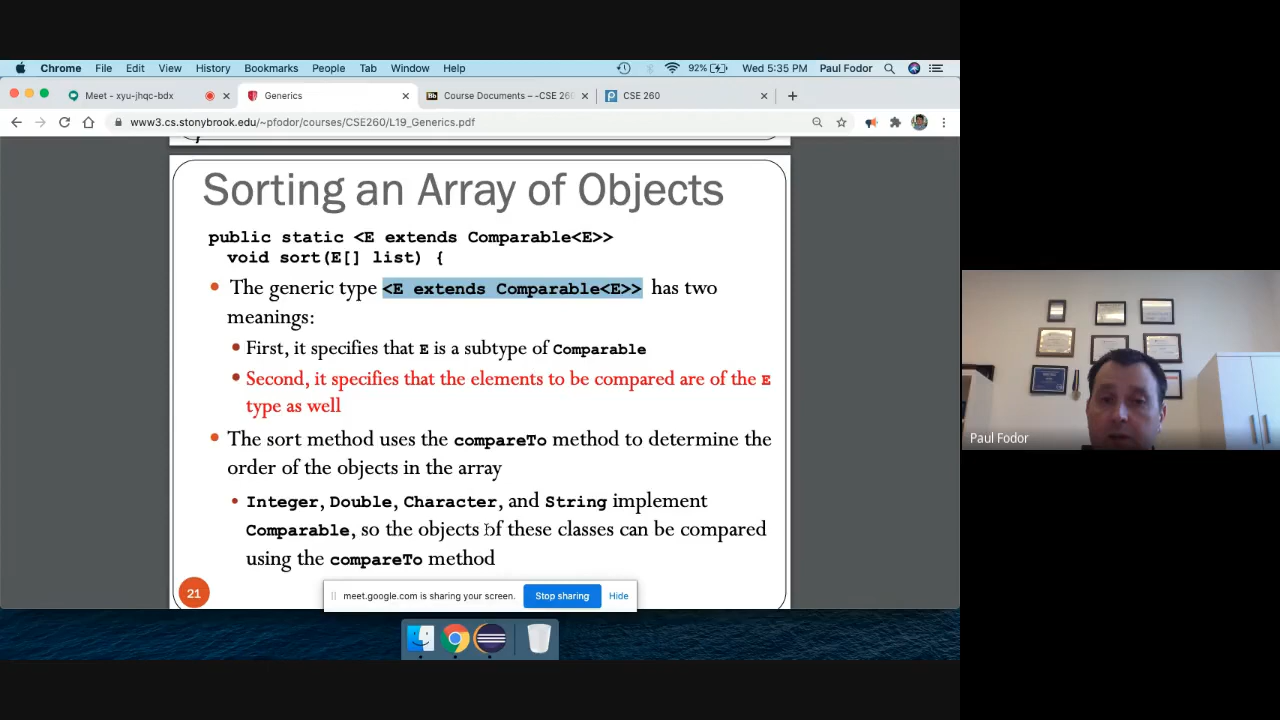 Chrome File Edit View History Bookmarks People Tab Window Help 92% Wed 5:35 PM Paul Fodor
Meet - xyu-jhqc-bdx Generics Bb Course Documents – -CSE 260 CSE 260
www3.cs.stonybrook.edu/~pfodor/courses/CSE260/L19_Generics.pdf
Sorting an Array of Objects
public static <E extends Comparable<E>>
void sort(E[] list) {
• The generic type <E extends Comparable<E>> has two
meanings:
• First, it specifies that E is a subtype of Comparable
• Second, it specifies that the elements to be compared are of the E
type as well
• The sort method uses the compareTo method to determine the
order of the objects in the array
• Integer, Double, Character, and String implement
Comparable, so the objects of these classes can be compared
using the compareTo method
21
meet.google.com is sharing your screen. Stop sharing Hide
Paul Fodor